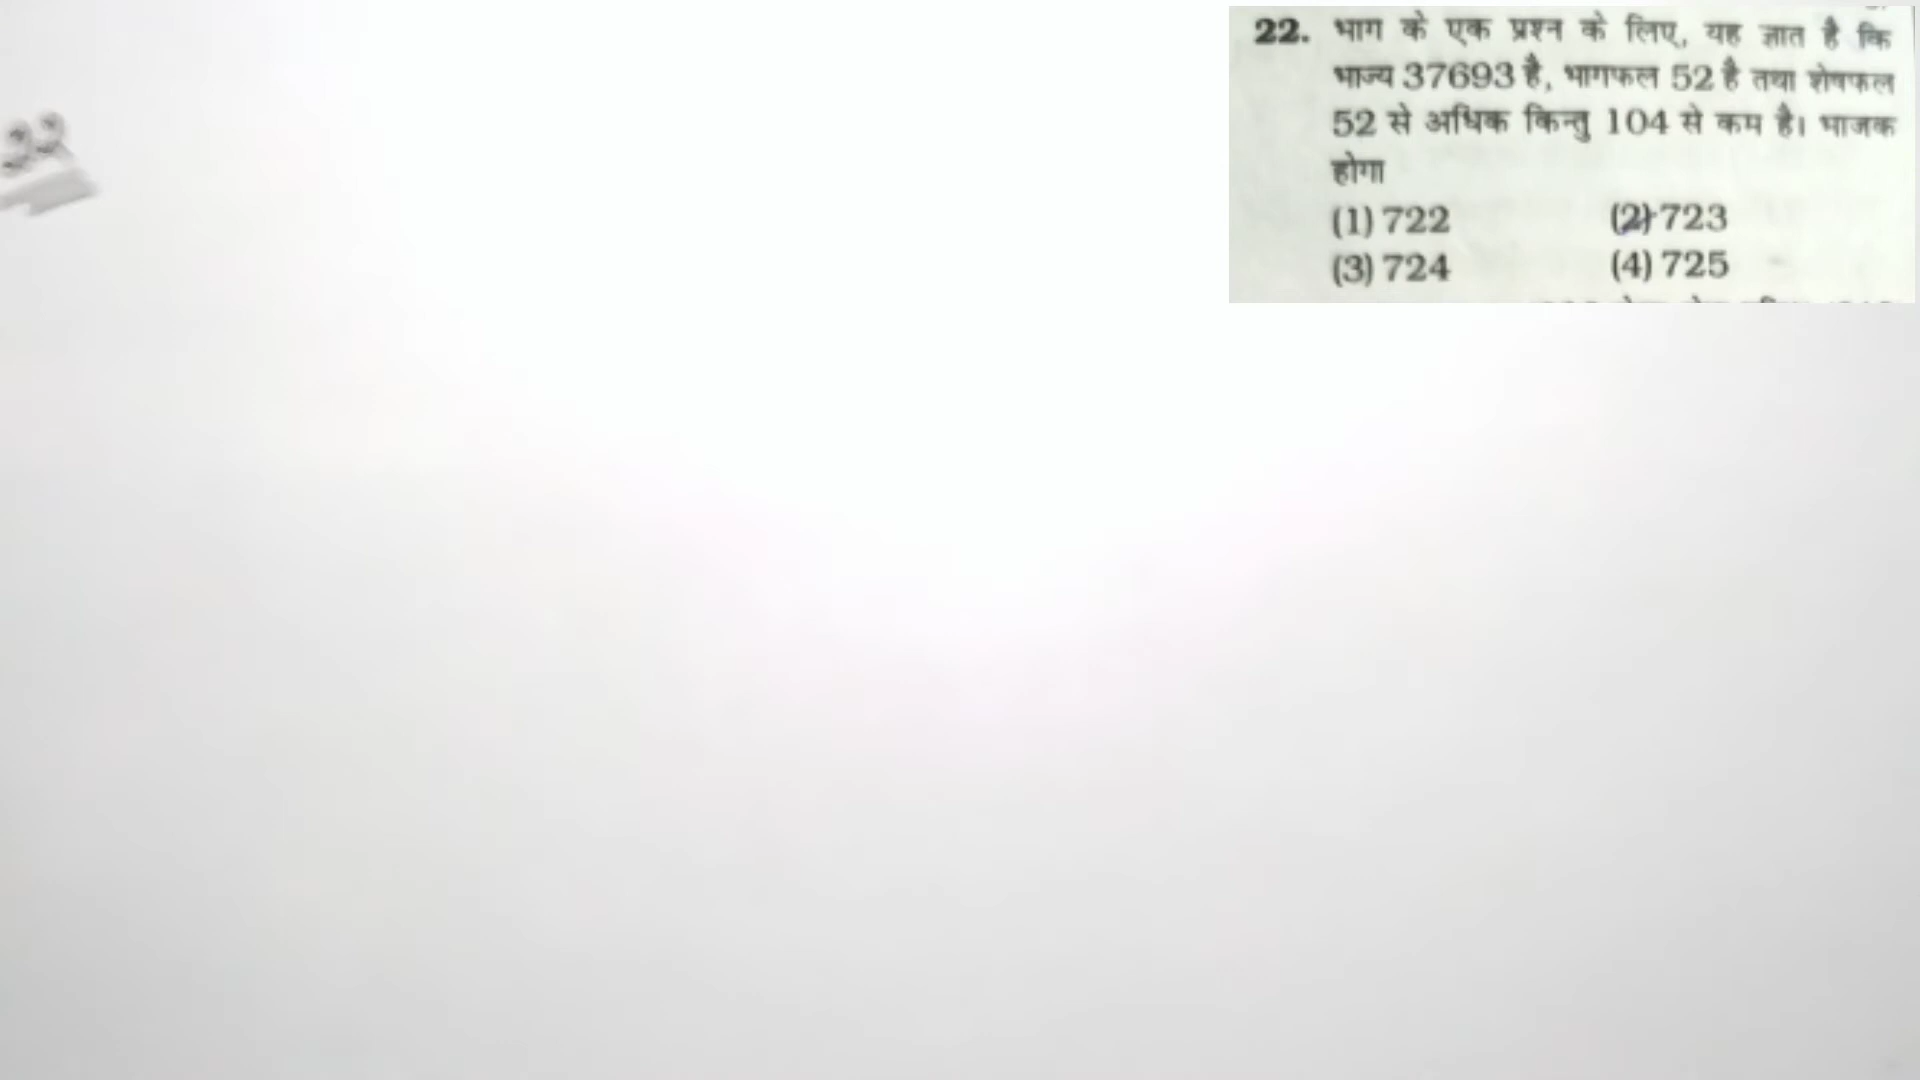 22. भाग के एक प्रश्न के लिए, यह ज्ञात है कि
भाज्य 37693 है, भागफल 52 है तथा शेषफल
52 से अधिक किन्तु 104 से कम है। भाजक
होगा
(1) 722 (2) 723
(3) 724 (4) 725